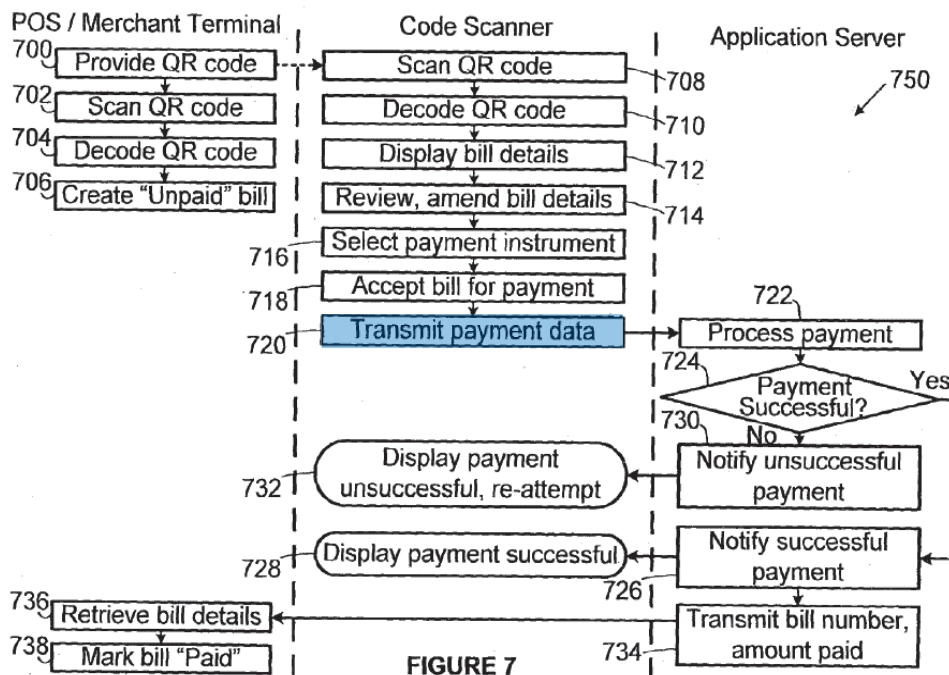 POS / Merchant Terminal
Code Scanner
Application Server
700
Provide QR code
Scan QR code
708
750
702
Scan QR code
Decode QR code
710
704
Decode QR code
Display bill details
712
706
Create “Unpaid” bill
Review, amend bill details
714
716
Select payment instrument
718
Accept bill for payment
722
720
Transmit payment data
Process payment
724
Payment
Successful?
Yes
730
No
Display payment
unsuccessful, re-attempt
732
Notify unsuccessful
payment
728
Display payment successful
Notify successful
payment
726
736
Retrieve bill details
Transmit bill number,
amount paid
734
738
Mark bill “Paid”
FIGURE 7